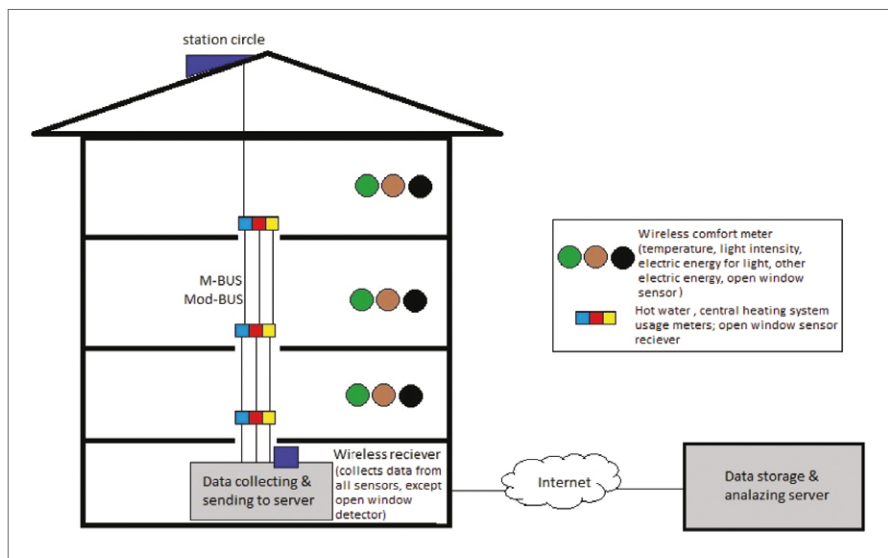 station circle
M-BUS
Mod-BUS
Wireless comfort meter
(temperature, light intensity,
electric energy for light, other
electric energy, open window
sensor)
Hot water , central heating system
usage meters; open window sensor
reciever
Wireless reciever
(collects data from
all sensors, except
open window
detector)
Data collecting &
sending to server
Internet
Data storage &
analazing server